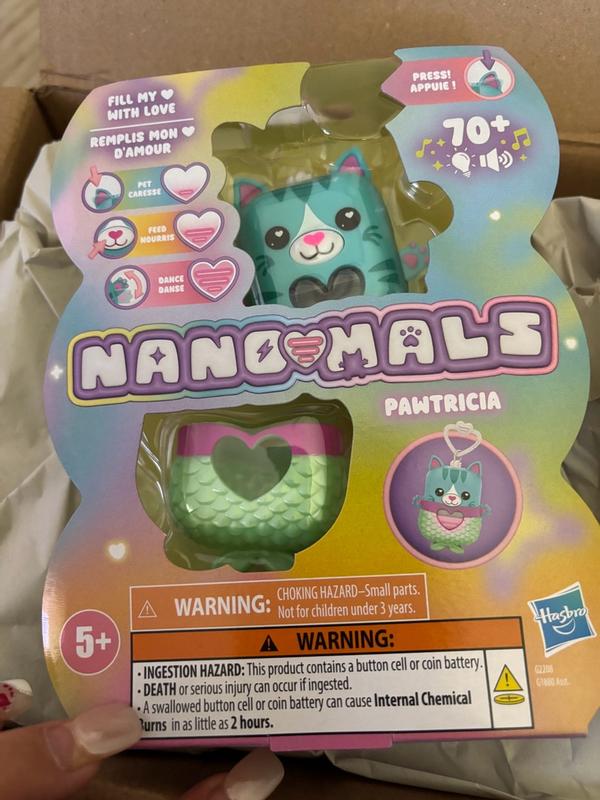 FILL MY
WITH LOVE
REMPLIS MON
D'AMOUR
PET
CARESSE
FEED
NOURRIS
DANCE
DANSE
PRESS!
APPUIE !
70+
NANO MALS
PAWTRICIA
WARNING: CHOKING HAZARD–Small parts.
Not for children under 3 years.
5+
WARNING:
• INGESTION HAZARD: This product contains a button cell or coin battery.
• DEATH or serious injury can occur if ingested.
• A swallowed button cell or coin battery can cause Internal Chemical
Burns in as little as 2 hours.
Hasbro
G2208
G1880 Asst.